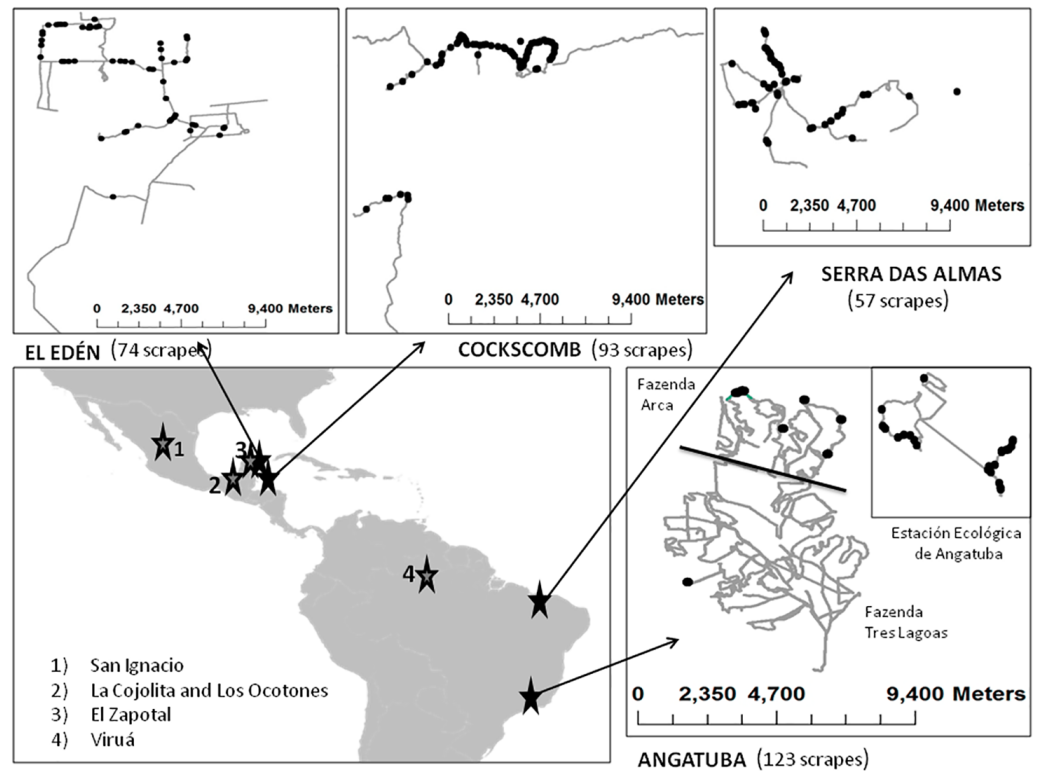 0 2,350 4,700 9,400 Meters
EL EDÉN (74 scrapes)
0 2,350 4,700 9,400 Meters
COCKSCOMB (93 scrapes)
0 2,350 4,700 9,400 Meters
SERRA DAS ALMAS
(57 scrapes)
1
2
3
4
1) San Ignacio
2) La Cojolita and Los Ocotones
3) El Zapotal
4) Viruá
Fazenda
Arca
Estación Ecológica
de Angatuba
Fazenda
Tres Lagoas
0 2,350 4,700 9,400 Meters
ANGATUBA (123 scrapes)